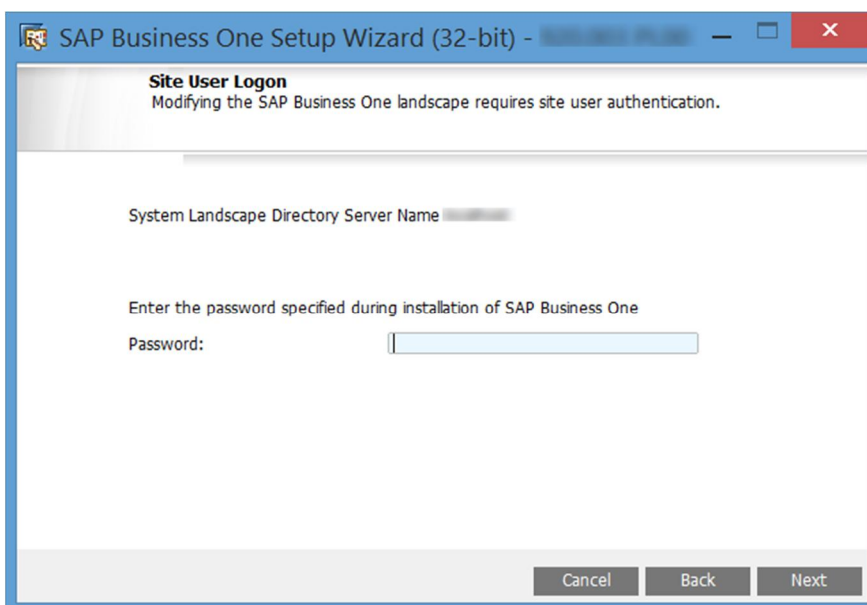 SAP Business One Setup Wizard (32-bit) -
Site User Logon
Modifying the SAP Business One landscape requires site user authentication.
System Landscape Directory Server Name
Enter the password specified during installation of SAP Business One
Password:
Cancel Back Next